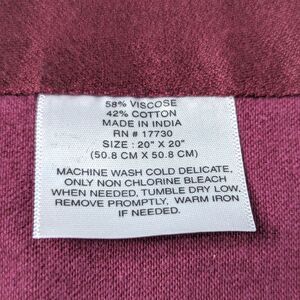 58% VISCOSE
42% COTTON
MADE IN INDIA
RN # 17730
SIZE : 20" X 20"
(50.8 CM X 50.8 CM)
MACHINE WASH COLD DELICATE,
ONLY NON CHLORINE BLEACH
WHEN NEEDED, TUMBLE DRY LOW.
REMOVE PROMPTLY. WARM IRON
IF NEEDED.